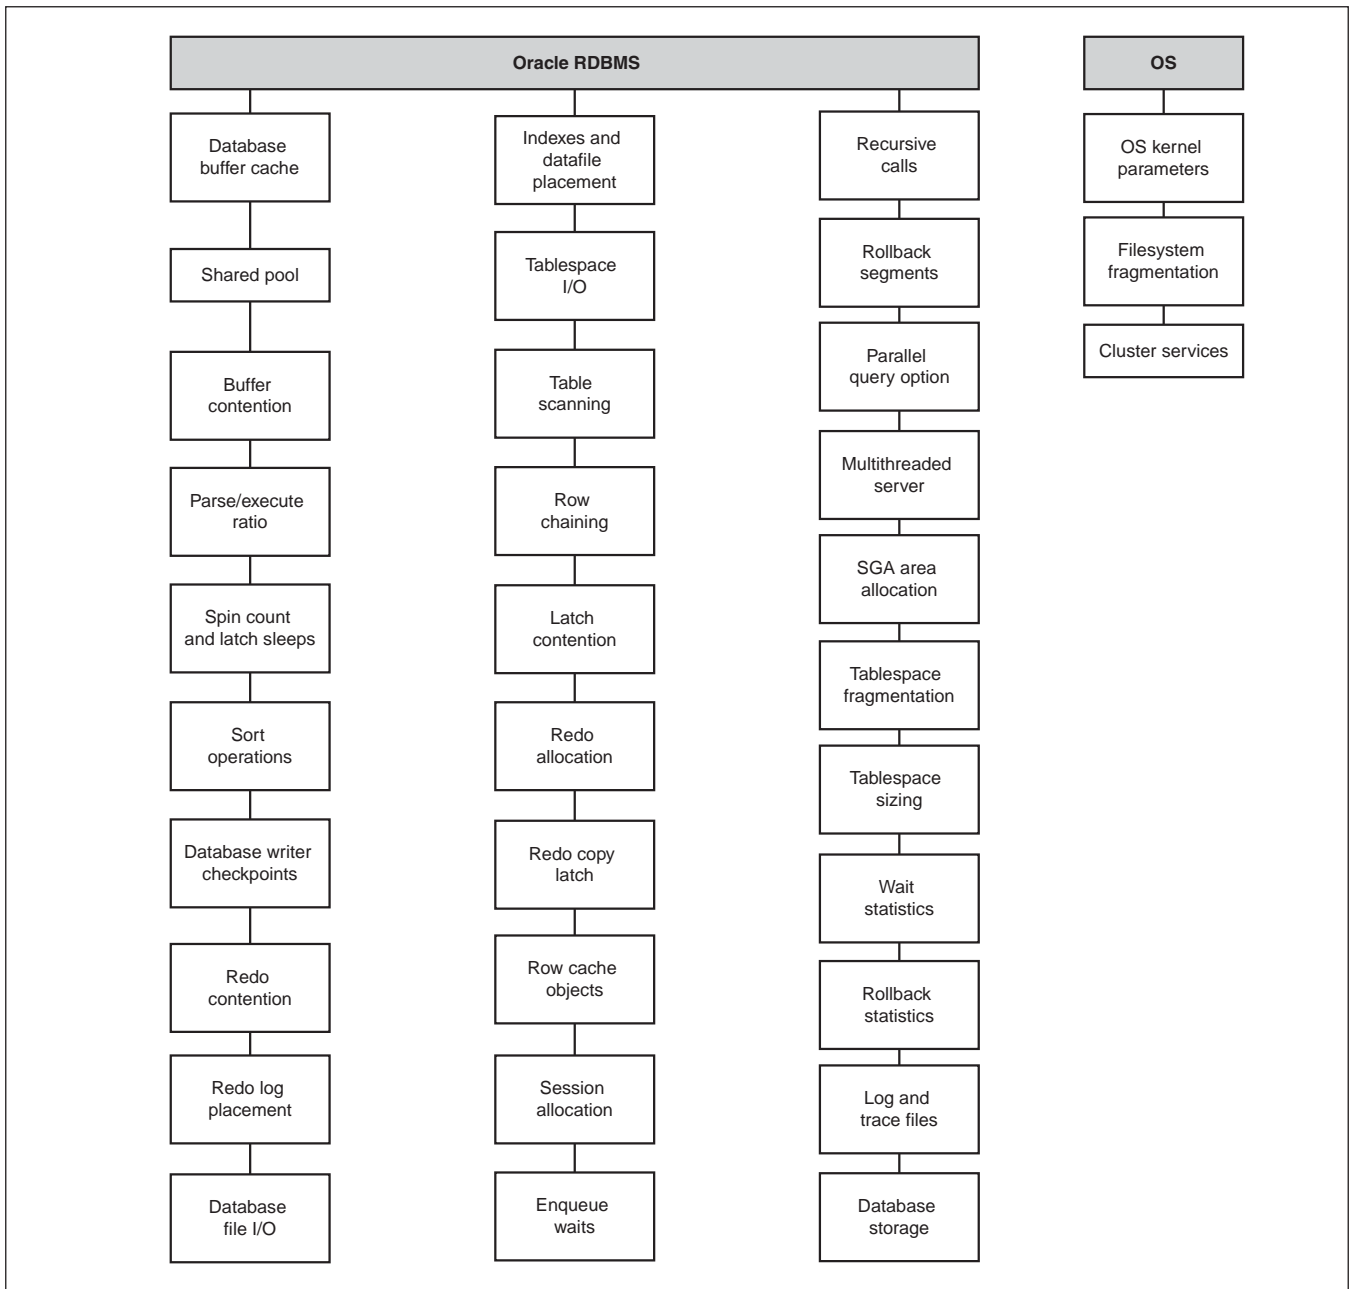 Oracle RDBMS
OS
Database
buffer cache
Shared pool
Buffer
contention
Parse/execute
ratio
Spin count
and latch sleeps
Sort
operations
Database writer
checkpoints
Redo
contention
Redo log
placement
Database
file I/O
Indexes and
datafile
placement
Tablespace
I/O
Table
scanning
Row
chaining
Latch
contention
Redo
allocation
Redo copy
latch
Row cache
objects
Session
allocation
Enqueue
waits
Recursive
calls
Rollback
segments
Parallel
query option
Multithreaded
server
SGA area
allocation
Tablespace
fragmentation
Tablespace
sizing
Wait
statistics
Rollback
statistics
Log and
trace files
Database
storage
OS kernel
parameters
Filesystem
fragmentation
Cluster services